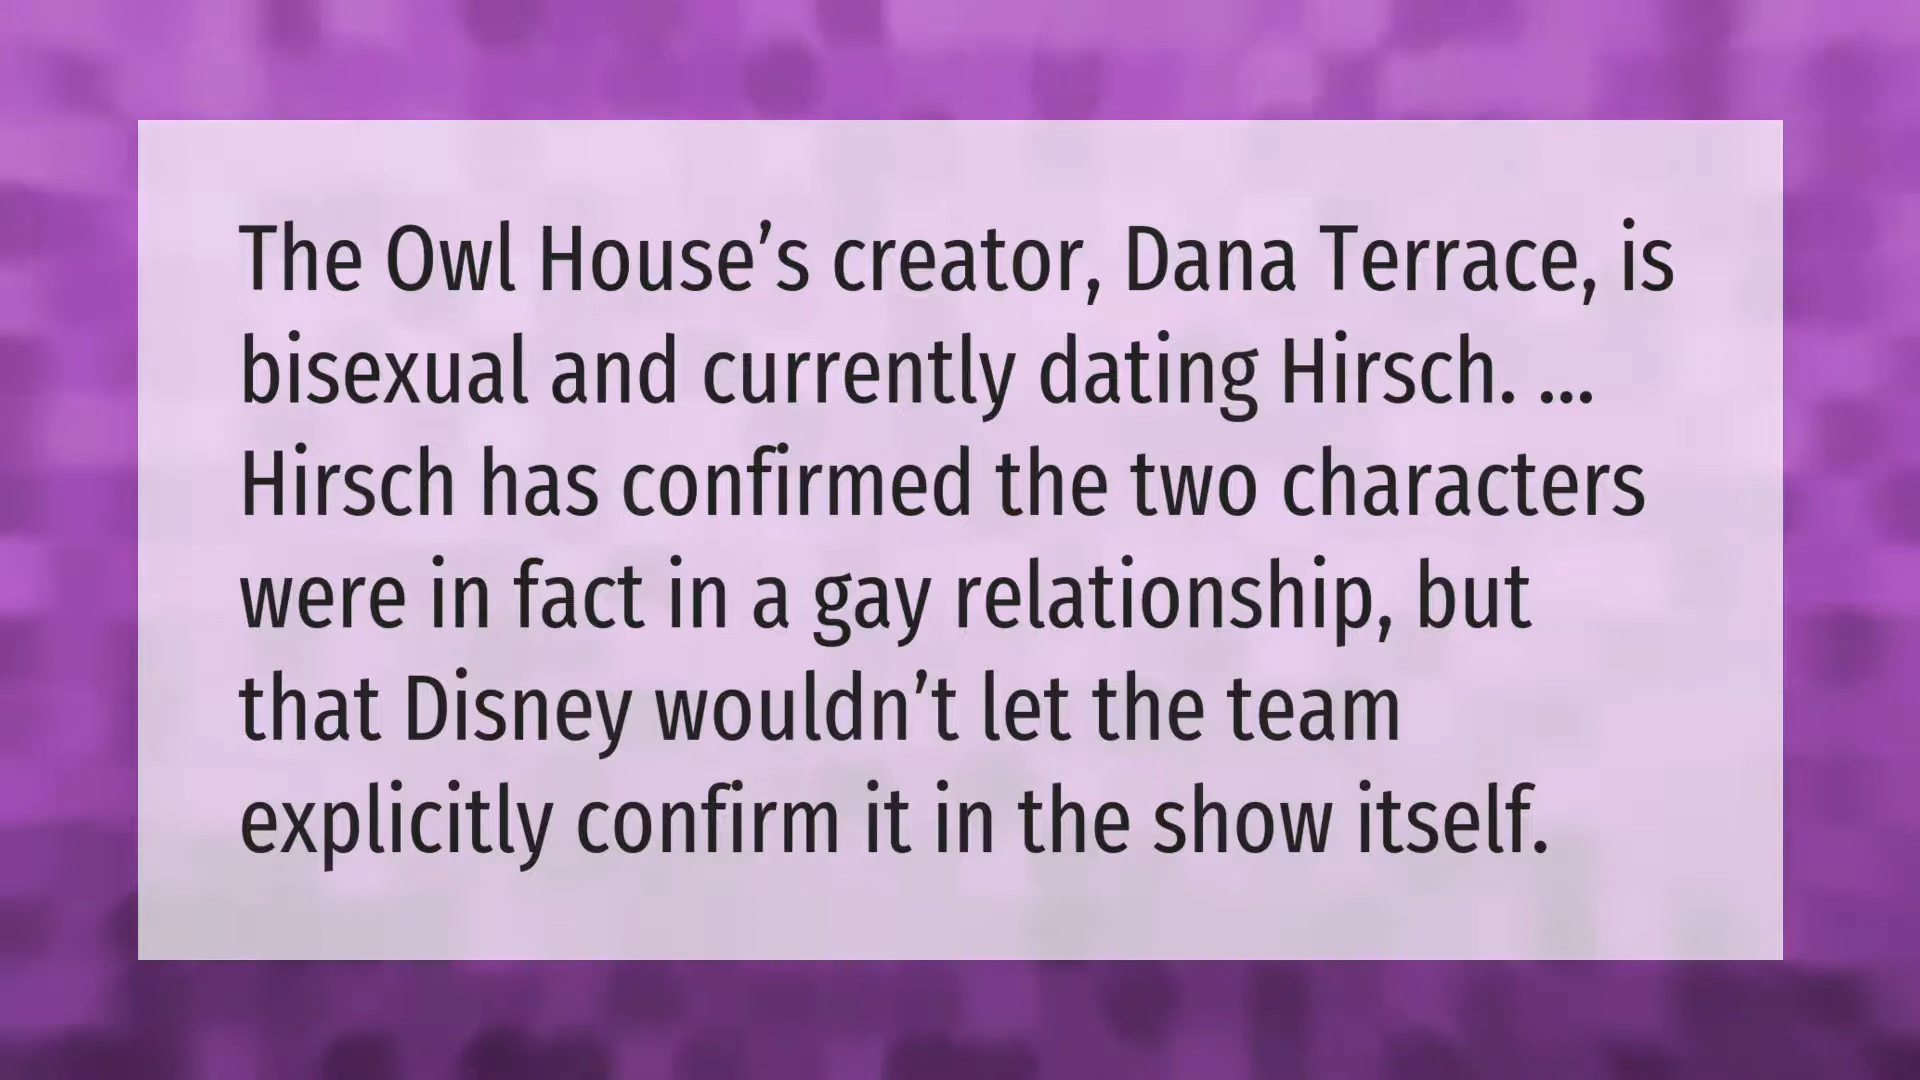 The Owl House’s creator, Dana Terrace, is
bisexual and currently dating Hirsch. ...
Hirsch has confirmed the two characters
were in fact in a gay relationship, but
that Disney wouldn’t let the team
explicitly confirm it in the show itself.